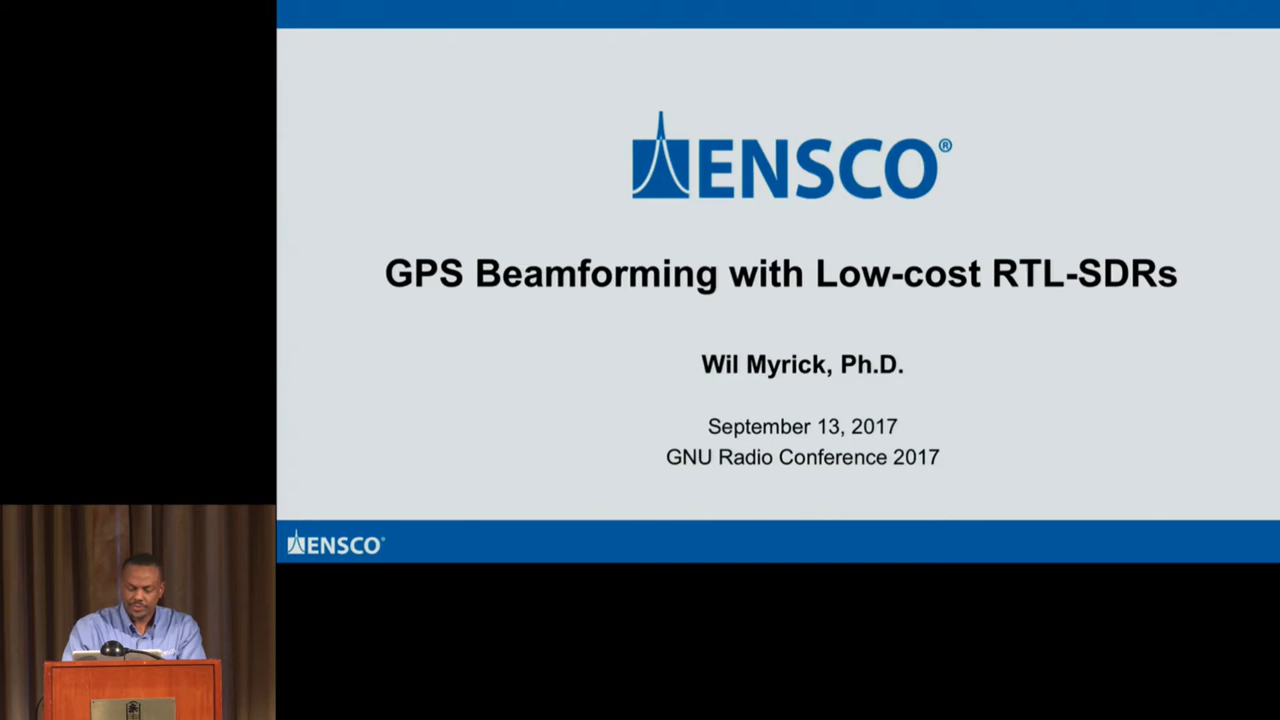 ENSCO®
GPS Beamforming with Low-cost RTL-SDRs
Wil Myrick, Ph.D.
September 13, 2017
GNU Radio Conference 2017
ENSCO®